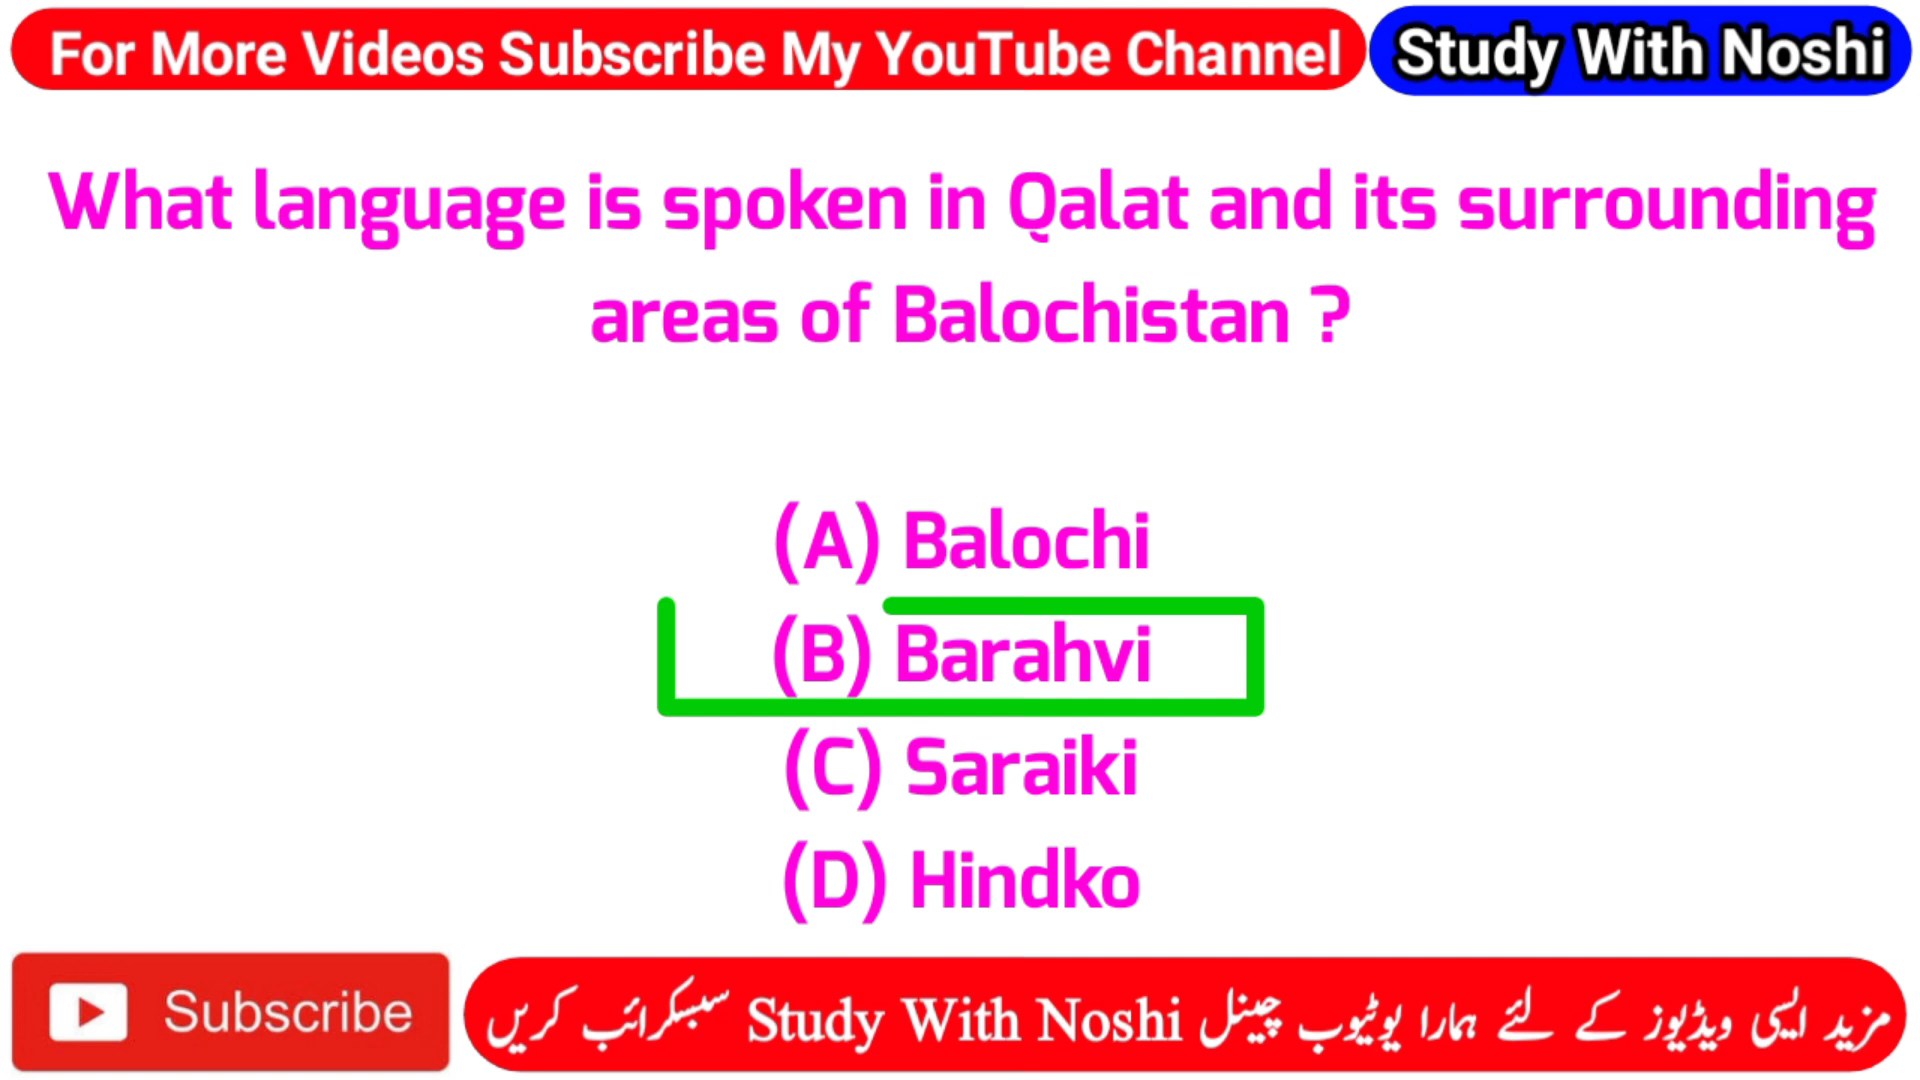 For More Videos Subscribe My YouTube Channel
Study With Noshi
What language is spoken in Qalat and its surrounding
areas of Balochistan ?
(A) Balochi
(B) Barahvi
(C) Saraiki
(D) Hindko
Subscribe
مزید ایسی ویڈیوز کے لئے ہمارا یوٹیوب چینل Study With Noshi سبسکرائب کریں